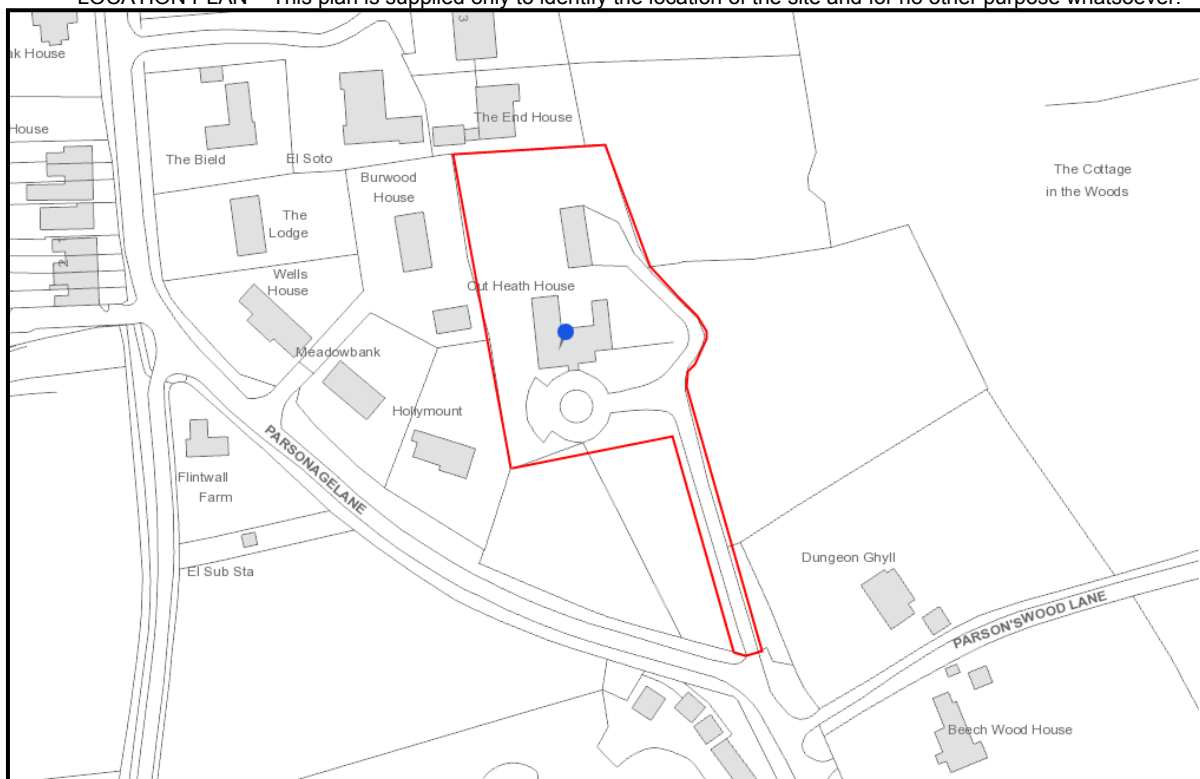 LOCATION PLAN – This plan is supplied only to identify the location of the site and for no other purpose whatsoever.
3
ak House
The End House
House
The Bield
El Soto
The Cottage
in the Woods
Burwood
House
The
Lodge
2
Wells
House
Out Heath House
Meadowbank
Hollymount
PARSONAGELANE
Flintwall
Farm
Dungeon Ghyll
El Sub Sta
PARSON'SWOOD LANE
Beech Wood House